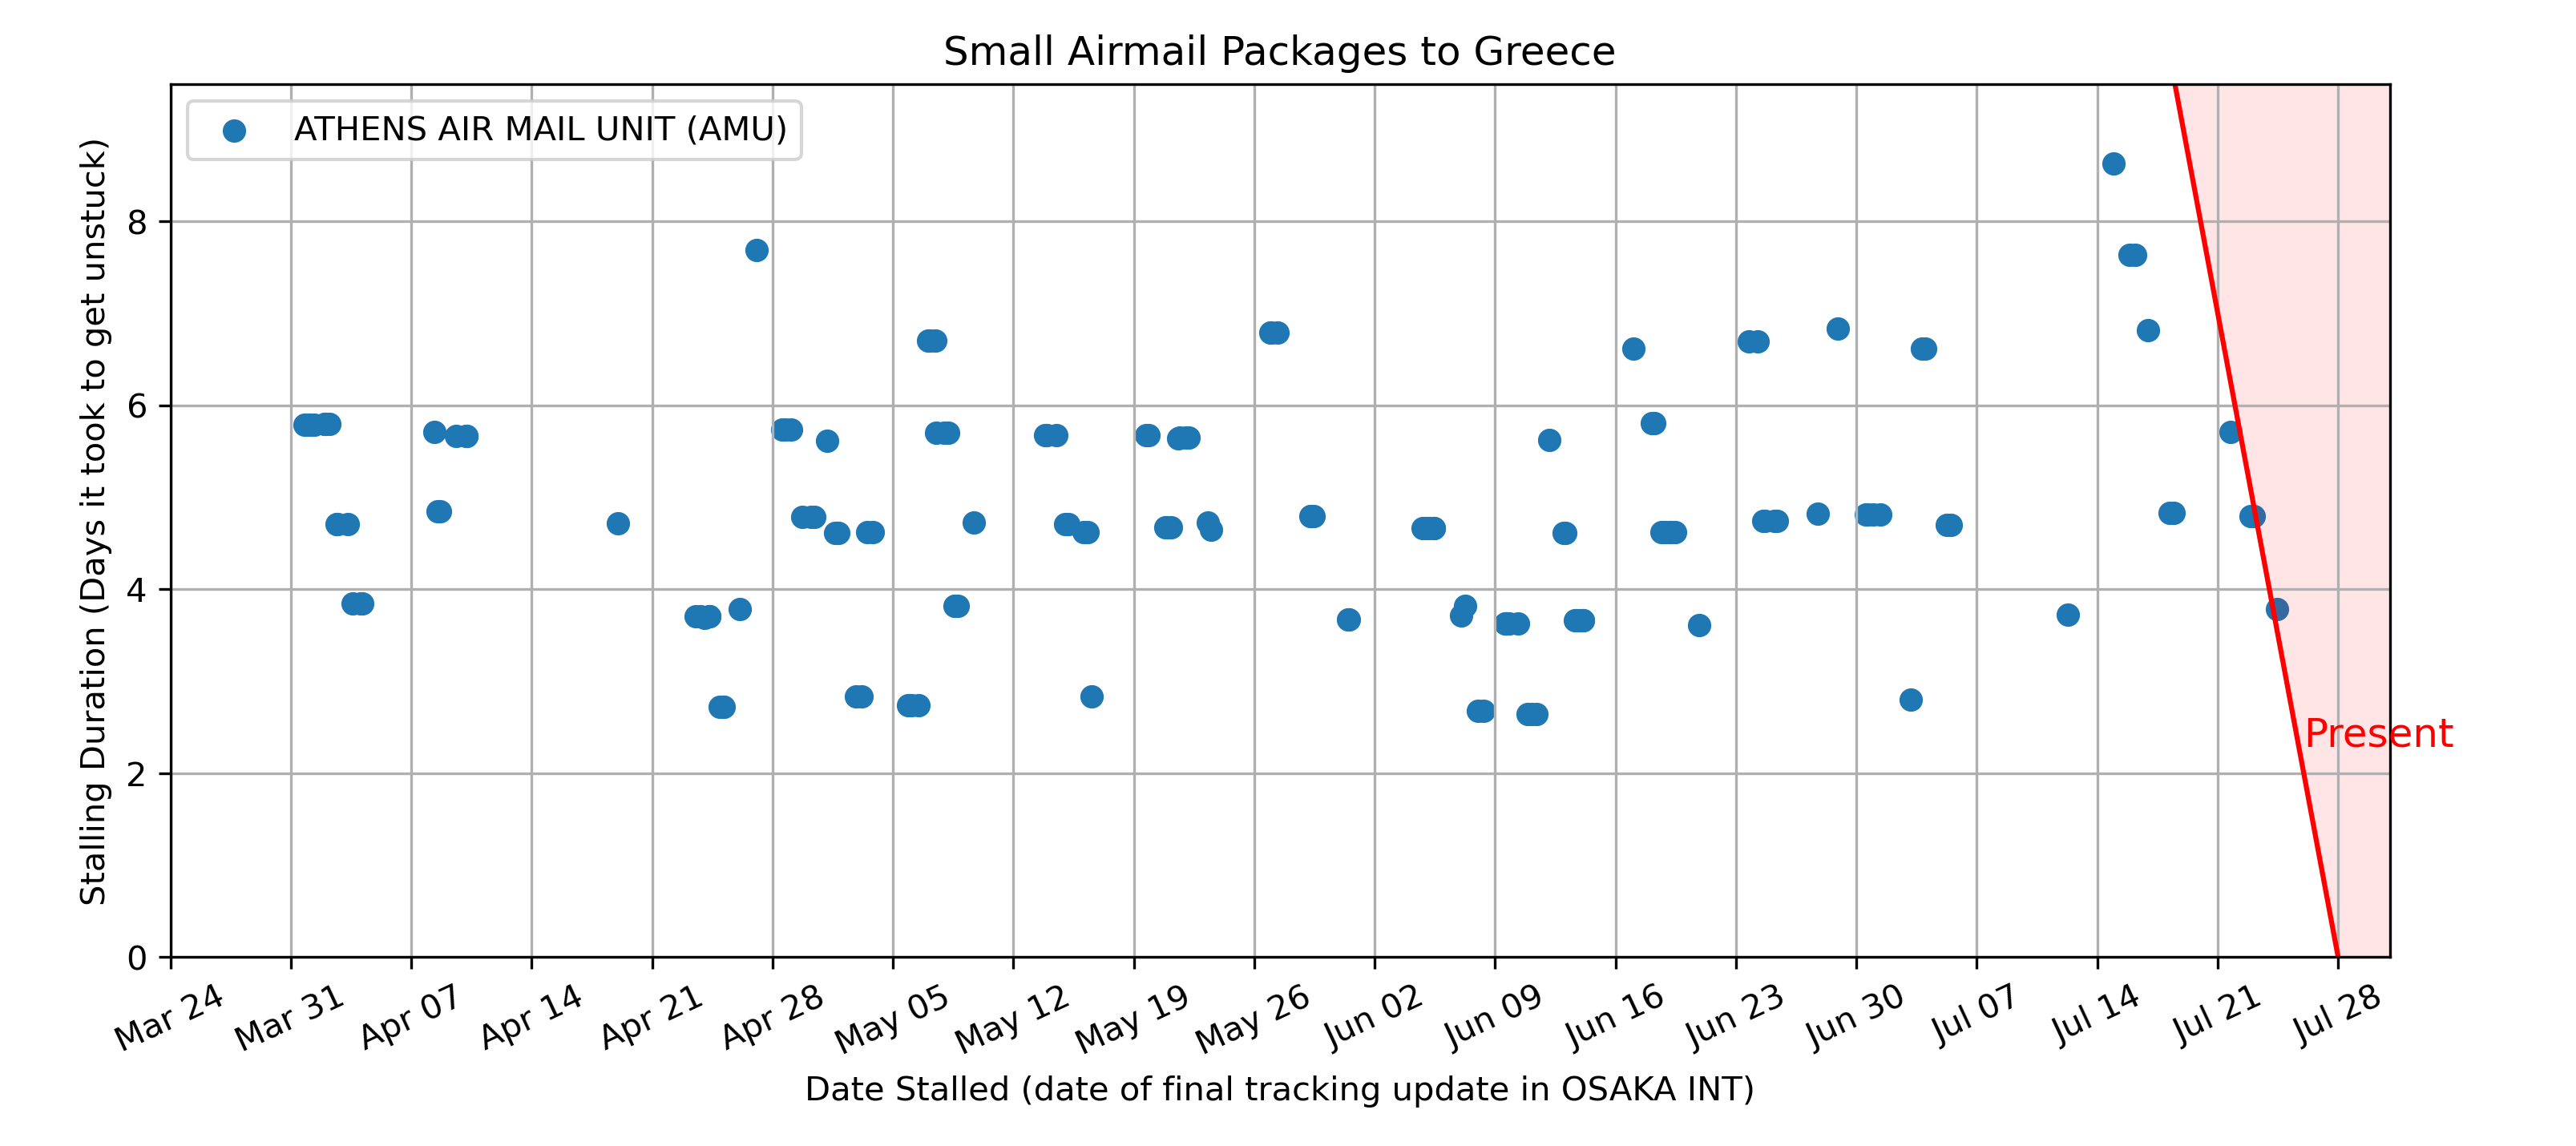 Small Airmail Packages to Greece
ATHENS AIR MAIL UNIT (AMU)
Stalling Duration (Days it took to get unstuck)
8
6
4
2
0
Present
Mar 24
Mar 31
Apr 07
Apr 14
Apr 21
Apr 28
May 05
May 12
May 19
May 26
Jun 02
Jun 09
Jun 16
Jun 23
Jun 30
Jul 07
Jul 14
Jul 21
Jul 28
Date Stalled (date of final tracking update in OSAKA INT)